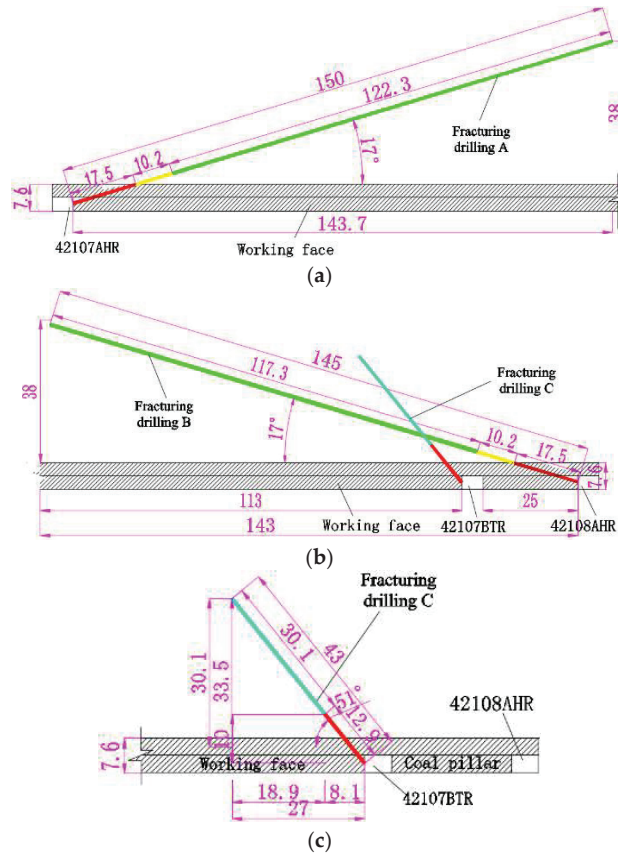 150
122.3
Fracturing
drilling A
38
17°
10.2
17.5
7.6
143.7
42107AHR
Working face
(a)
145
117.3
Fracturing
drilling C
38
Fracturing
drilling B
17°
10.2
17.5
7.6
113
Working face
42107BTR
25
42108AHR
143
(b)
Fracturing
drilling C
30.1
43
30.1
33.5
12.9
10
42108AHR
7.6
Working face
Coal pillar
42107BTR
18.9
8.1
27
(c)